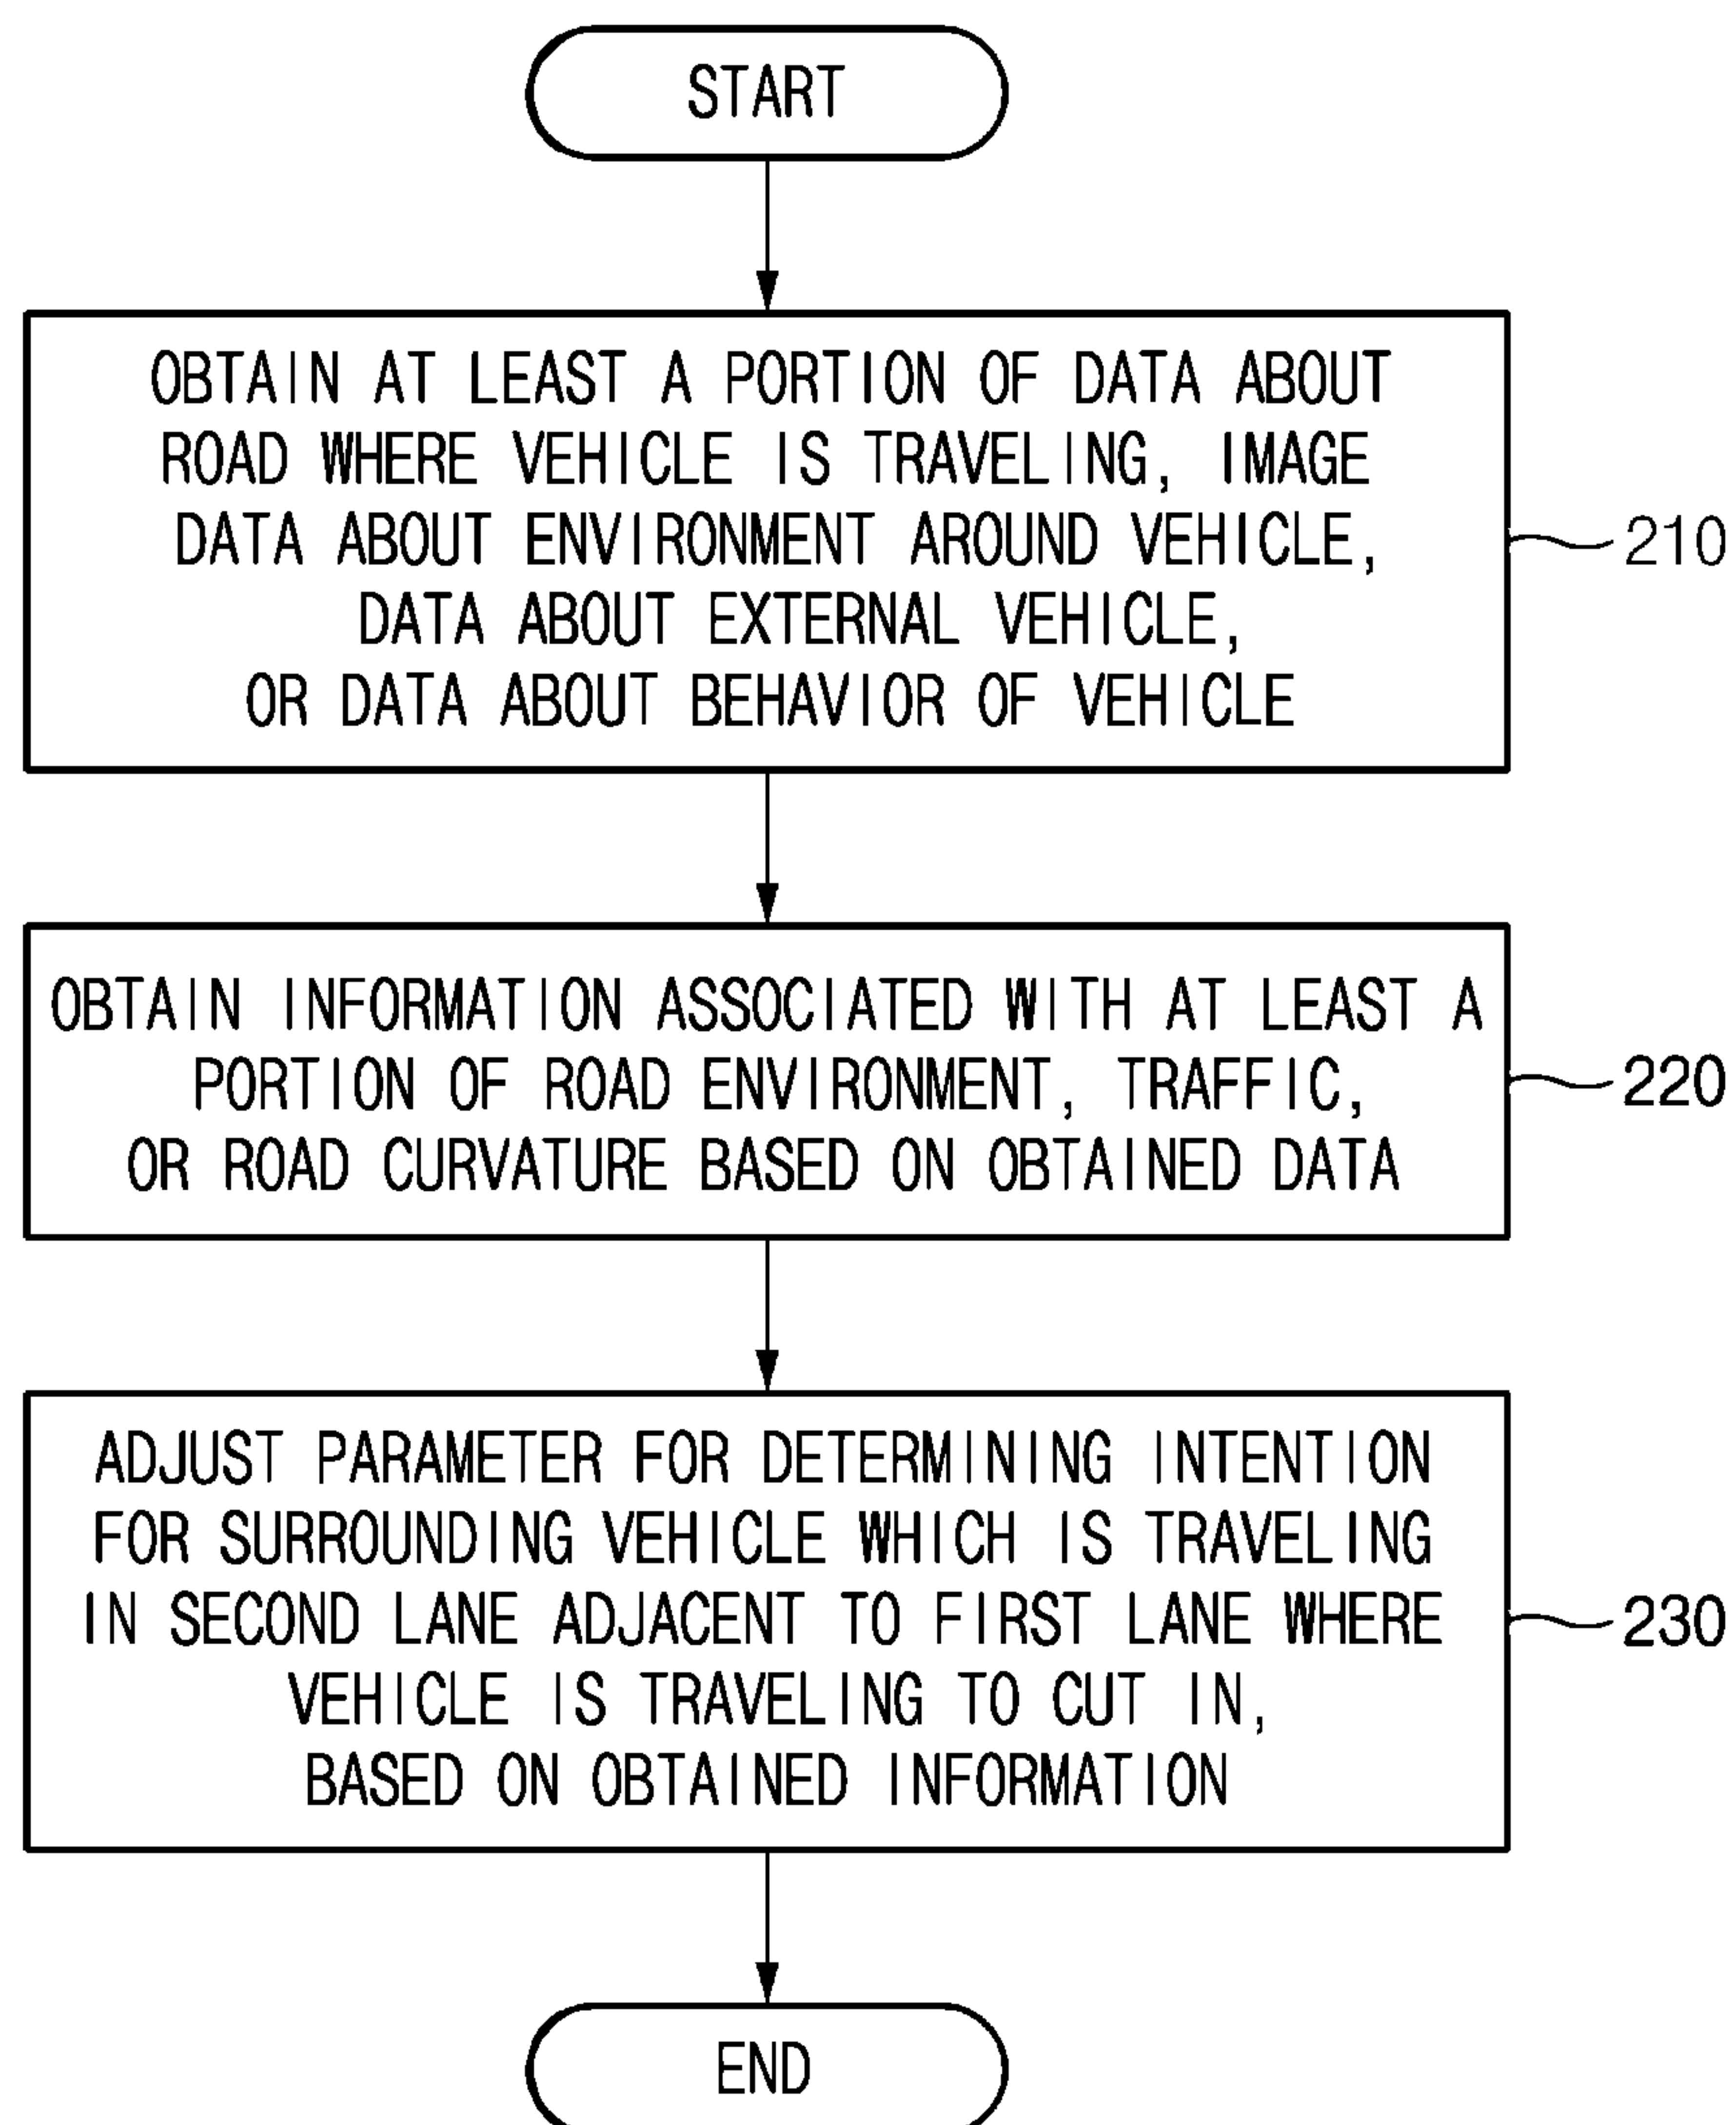 START
OBTAIN AT LEAST A PORTION OF DATA ABOUT
ROAD WHERE VEHICLE IS TRAVELING, IMAGE
DATA ABOUT ENVIRONMENT AROUND VEHICLE,
DATA ABOUT EXTERNAL VEHICLE,
OR DATA ABOUT BEHAVIOR OF VEHICLE
210
OBTAIN INFORMATION ASSOCIATED WITH AT LEAST A
PORTION OF ROAD ENVIRONMENT, TRAFFIC,
OR ROAD CURVATURE BASED ON OBTAINED DATA
220
ADJUST PARAMETER FOR DETERMINING INTENTION
FOR SURROUNDING VEHICLE WHICH IS TRAVELING
IN SECOND LANE ADJACENT TO FIRST LANE WHERE
VEHICLE IS TRAVELING TO CUT IN,
BASED ON OBTAINED INFORMATION
230
END